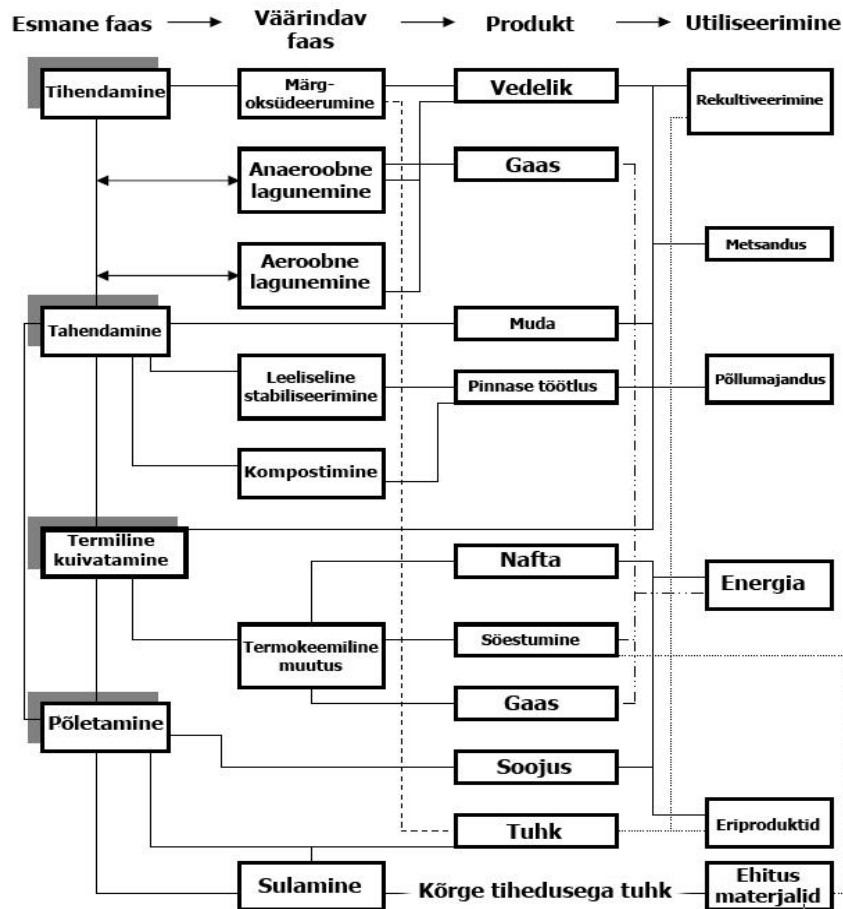 Esmane faas
Väärindav
faas
Produkt
Utiliseerimine
Tihendamine
Märg-
oksüdeerumine
Vedelik
Rekultiveerimine
Anaeroobne
lagunemine
Gaas
Metsandus
Aeroobne
lagunemine
Tahendamine
Muda
Leeliseline
stabiliseerimine
Pinnase töötlus
Põllumajandus
Kompostimine
Termiline
kuivatamine
Nafta
Energia
Termokeemiline
muutus
Söestumine
Gaas
Põletamine
Soojus
Tuhk
Eriproduktid
Sulamine
Kõrge tihedusega tuhk
Ehitus
materjalid